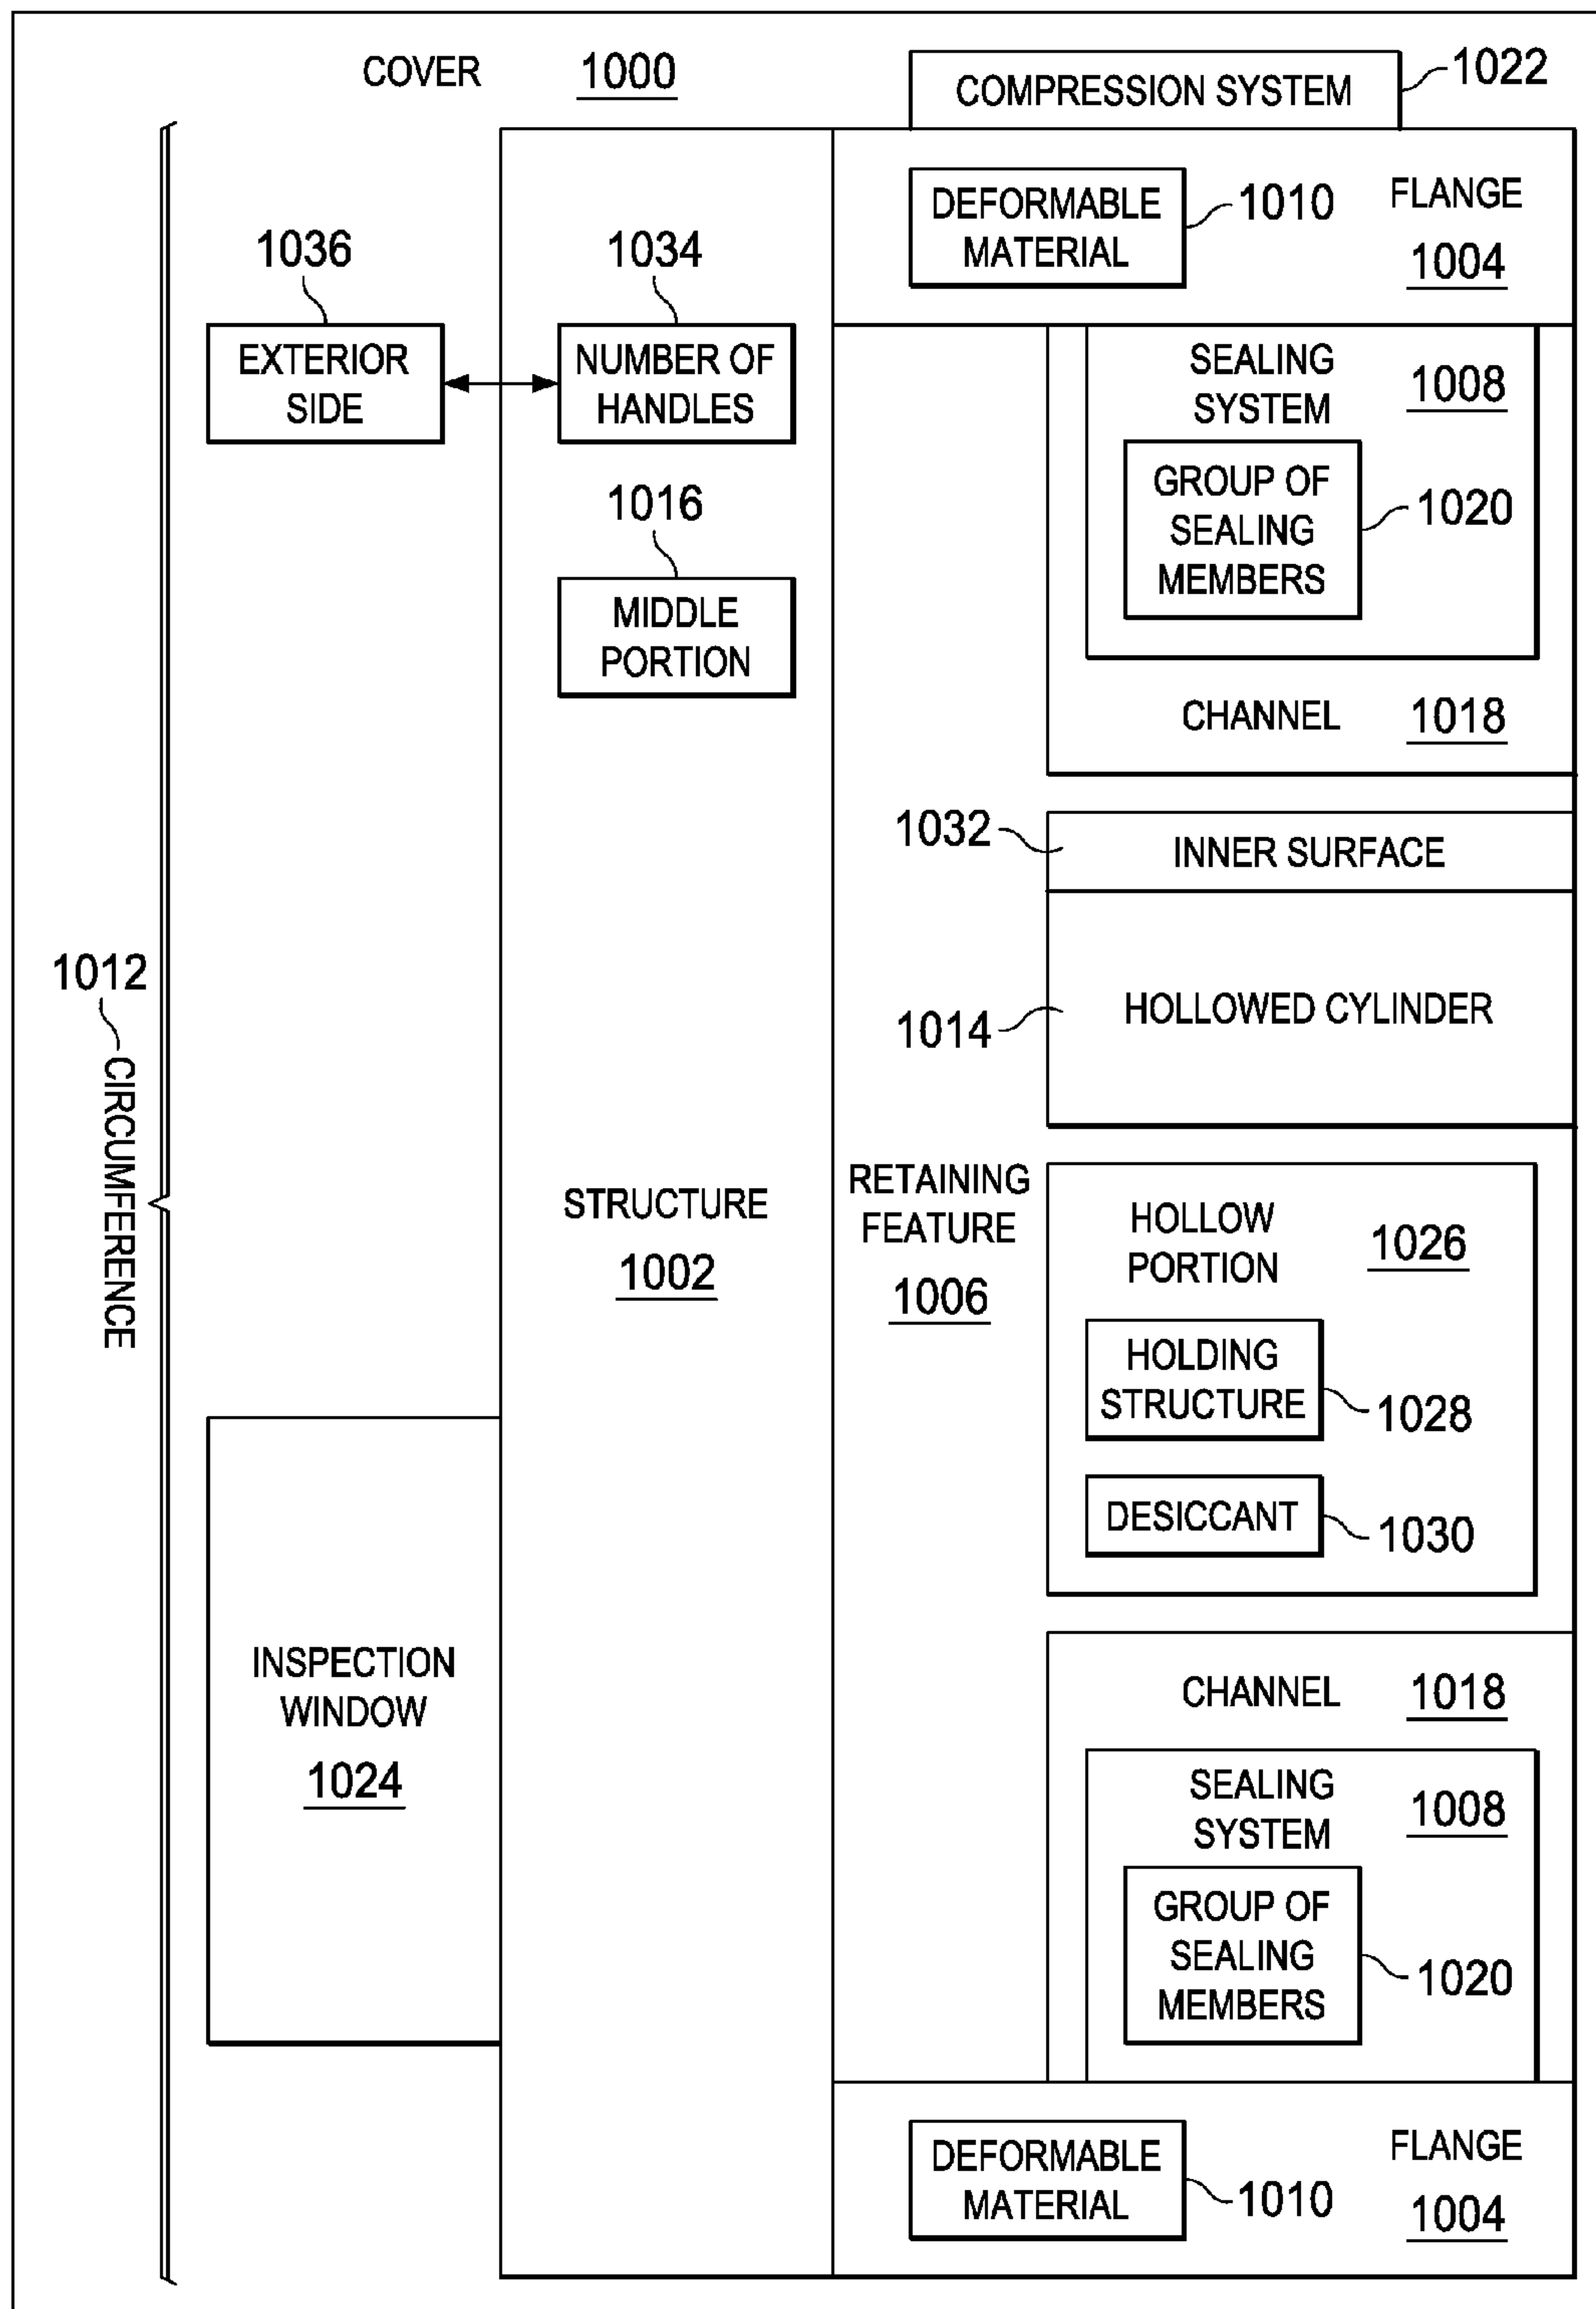 COVER 1000
COMPRESSION SYSTEM
1022
DEFORMABLE
MATERIAL
1010
FLANGE
1004
1036
EXTERIOR
SIDE
1034
NUMBER OF
HANDLES
1016
MIDDLE
PORTION
SEALING
SYSTEM
1008
GROUP OF
SEALING
MEMBERS
1020
CHANNEL 1018
1032
INNER SURFACE
1014
HOLLOWED CYLINDER
1012
CIRCUMFERENCE
STRUCTURE
1002
RETAINING
FEATURE
1006
HOLLOW
PORTION
1026
HOLDING
STRUCTURE
1028
DESICCANT
1030
INSPECTION
WINDOW
1024
CHANNEL 1018
SEALING
SYSTEM
1008
GROUP OF
SEALING
MEMBERS
1020
DEFORMABLE
MATERIAL
1010
FLANGE
1004